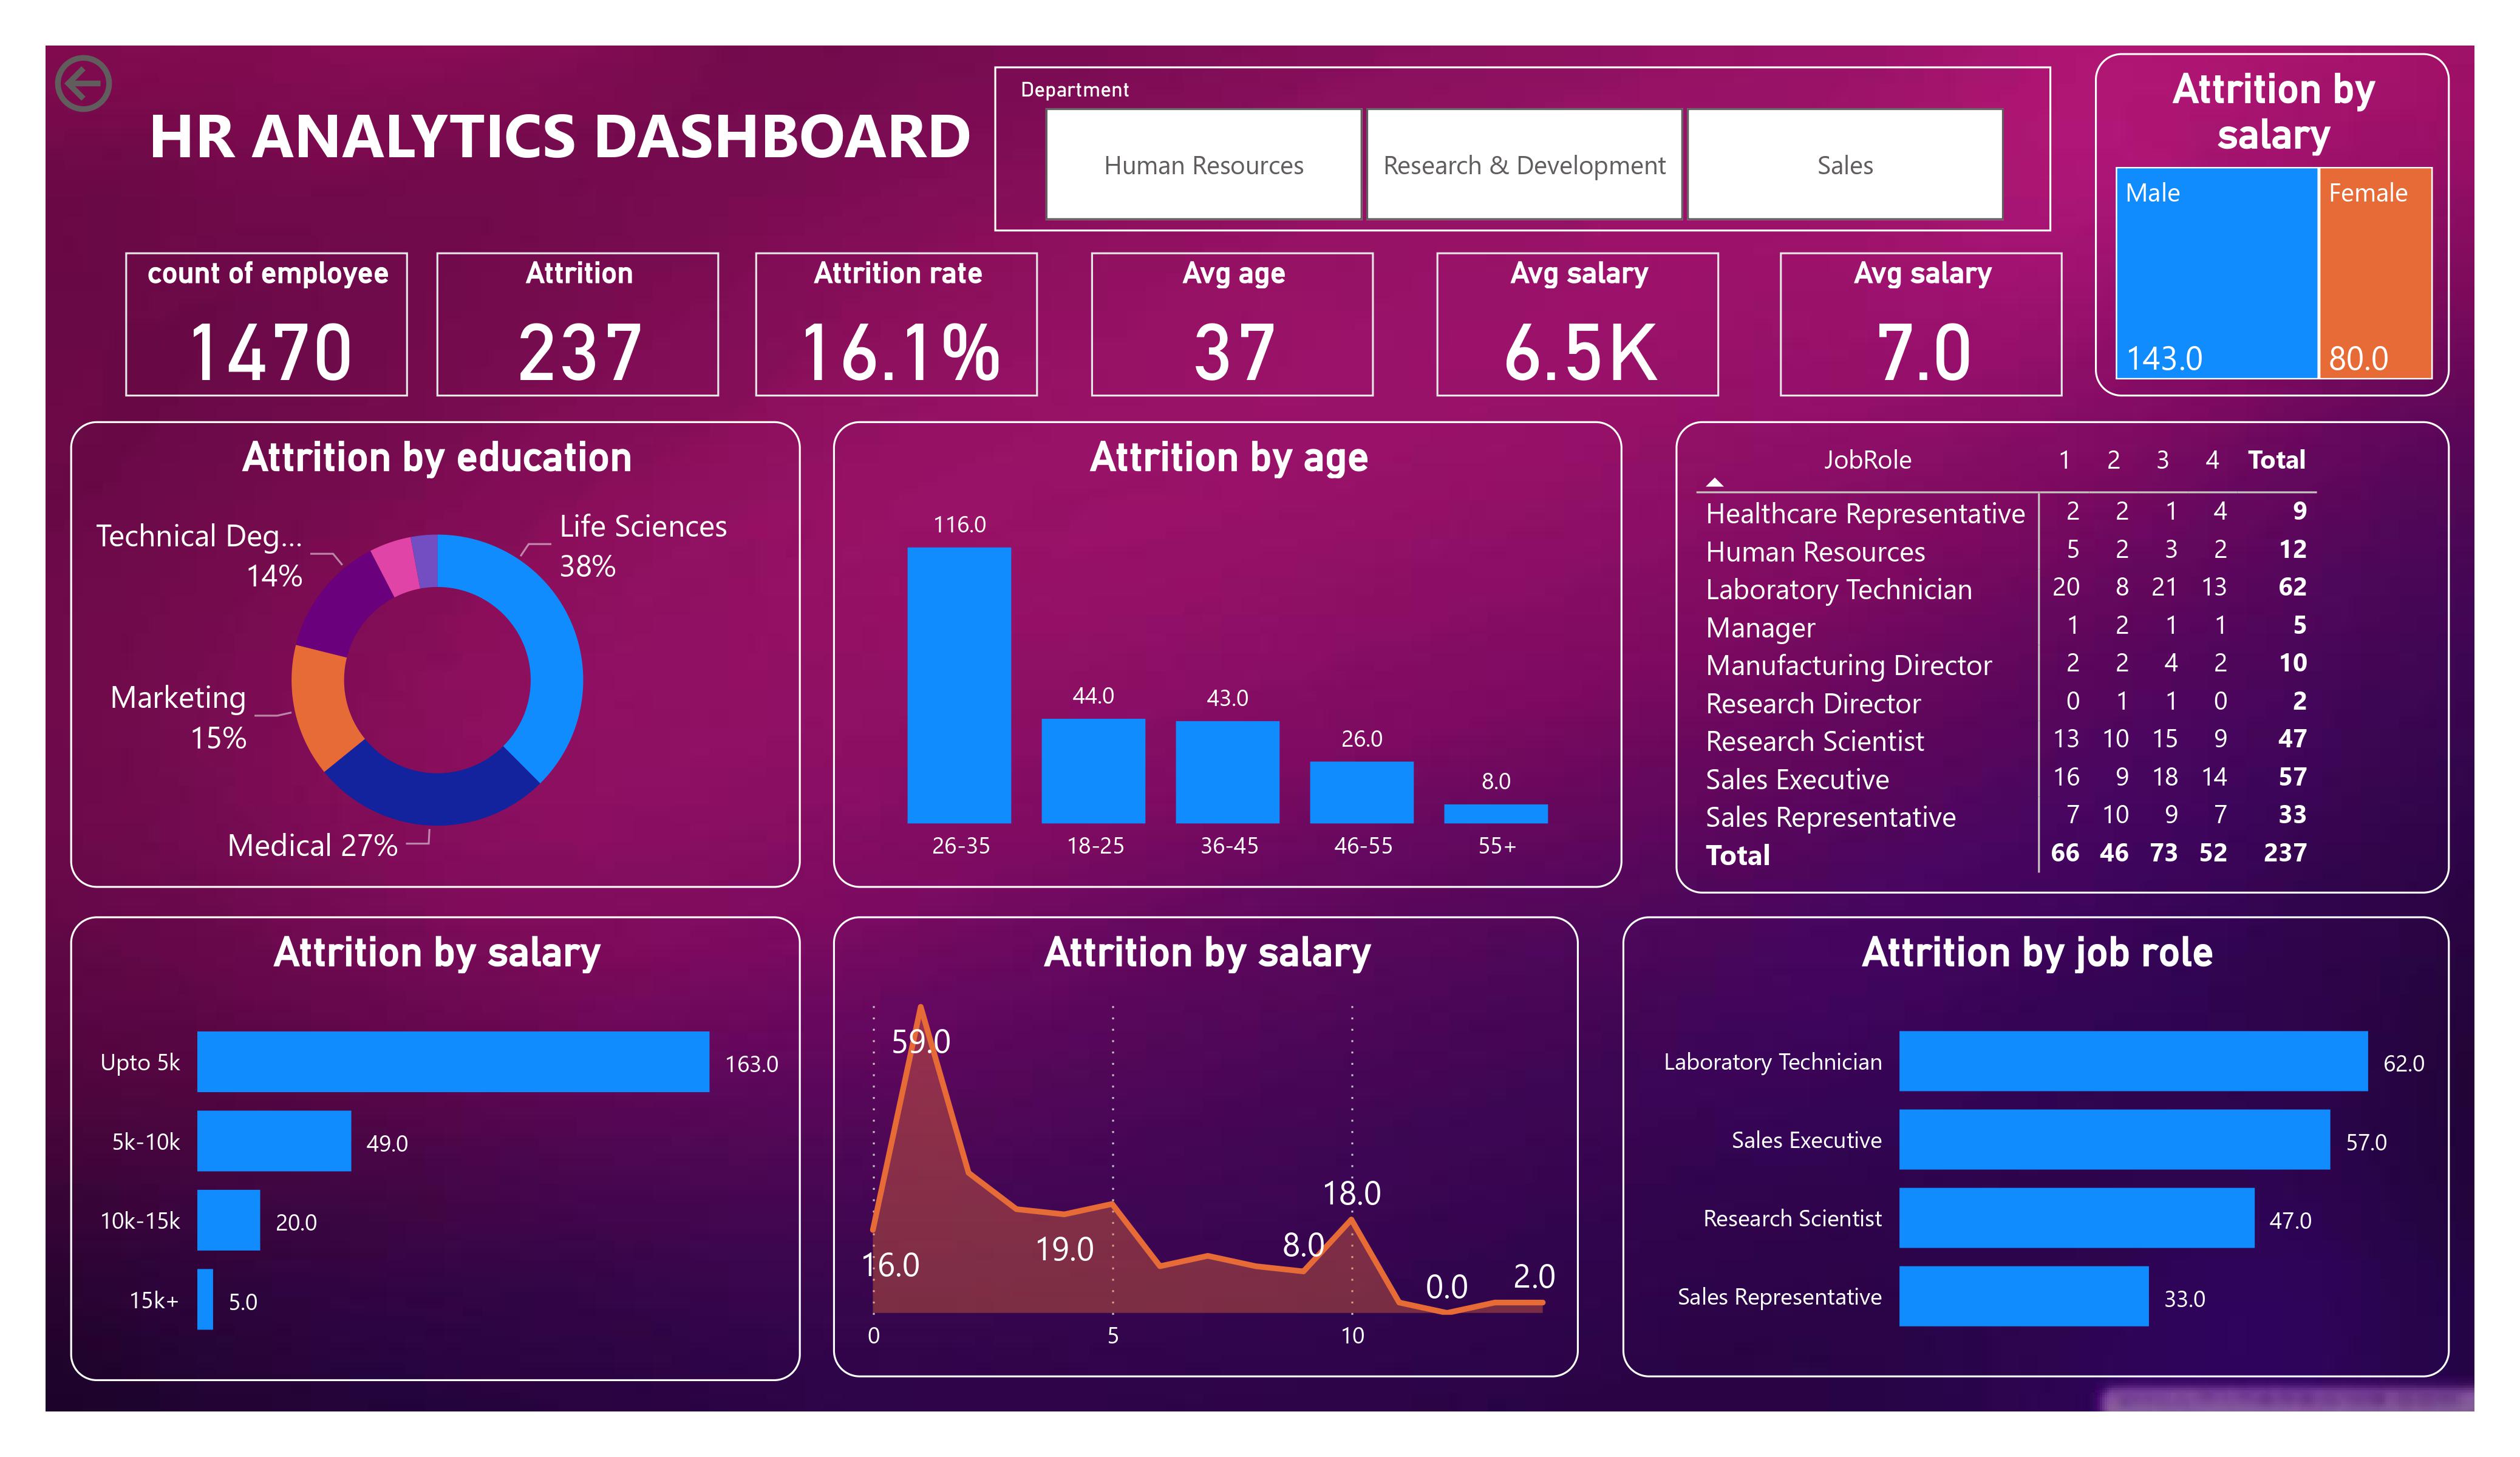 HR ANALYTICS DASHBOARD
Department
Human Resources
Research & Development
Sales
Attrition by
salary
Male
Female
143.0
80.0
count of employee
1470
Attrition
237
Attrition rate
16.1%
Avg age
37
Avg salary
6.5K
Avg salary
7.0
Attrition by education
Life Sciences
38%
Technical Deg...
14%
Marketing
15%
Medical 27%
Attrition by age
116.0
44.0
43.0
26.0
8.0
26-35 18-25 36-45 46-55 55+
JobRole 1 2 3 4 Total
Healthcare Representative 2 2 1 4 9
Human Resources 5 2 3 2 12
Laboratory Technician 20 8 21 13 62
Manager 1 2 1 1 5
Manufacturing Director 2 2 4 2 10
Research Director 0 1 1 0 2
Research Scientist 13 10 15 9 47
Sales Executive 16 9 18 14 57
Sales Representative 7 10 9 7 33
Total 66 46 73 52 237
Attrition by salary
Upto 5k 163.0
5k-10k 49.0
10k-15k 20.0
15k+ 5.0
Attrition by salary
59.0
16.0
19.0
8.0
18.0
0.0
2.0
0 5 10
Attrition by job role
Laboratory Technician 62.0
Sales Executive 57.0
Research Scientist 47.0
Sales Representative 33.0